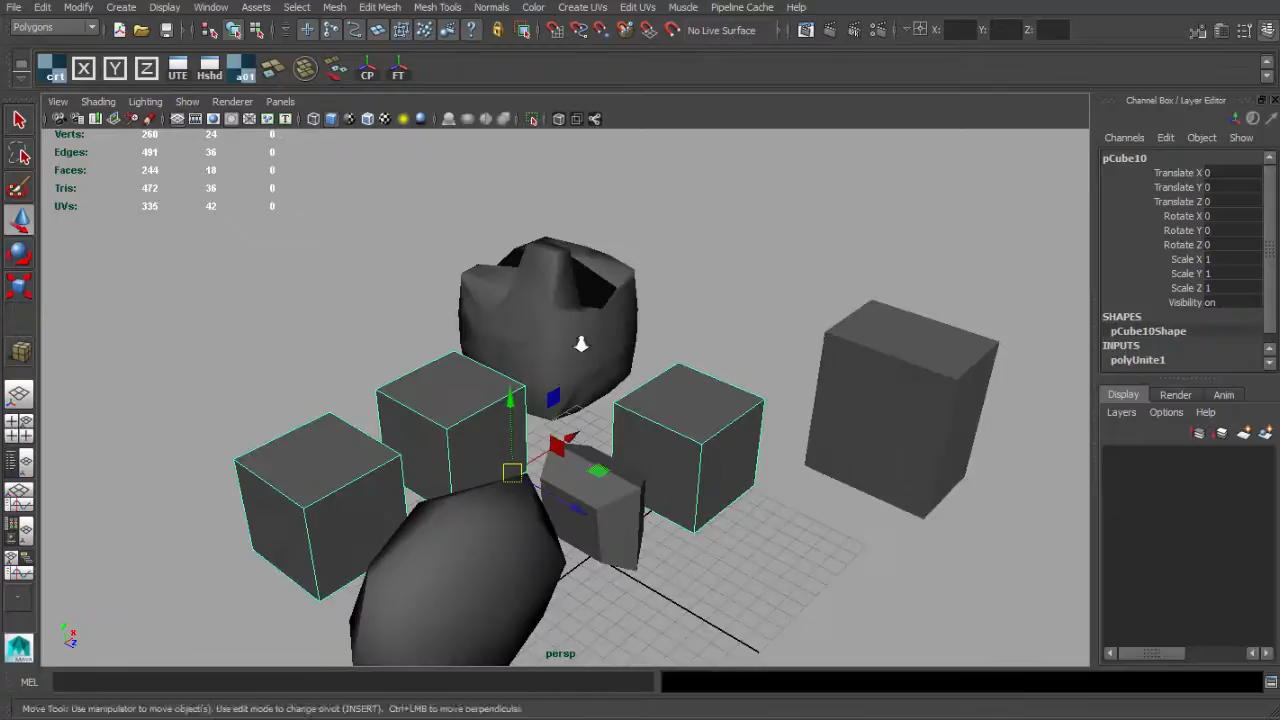 File Edit Modify Create Display Window Assets Select Mesh Edit Mesh Mesh Tools Normals Color Create UVs Edit UVs Muscle Pipeline Cache Help
Polygons No Live Surface X: Y: Z:
crt X Y Z UTE Hshd a01 CP FT
View Shading Lighting Show Renderer Panels
Channel Box / Layer Editor
Channels Edit Object Show
Verts: 260 24 0
Edges: 491 36 0
Faces: 244 18 0
Tris: 472 36 0
UVs: 335 42 0
pCube10
Translate X 0
Translate Y 0
Translate Z 0
Rotate X 0
Rotate Y 0
Rotate Z 0
Scale X 1
Scale Y 1
Scale Z 1
Visibility on
SHAPES
pCube10Shape
INPUTS
polyUnite1
Display Render Anim
Layers Options Help
persp
MEL
Move Tool: Use manipulator to move object(s). Use edit mode to change pivot (INSERT). Ctrl+LMB to move perpendicular.